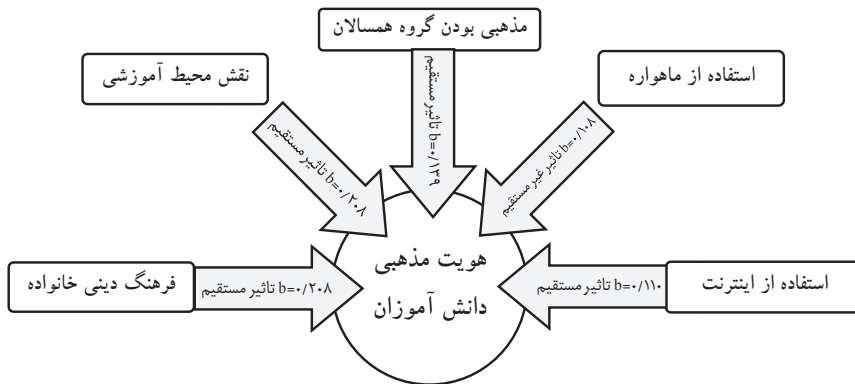 مذهبی بودن گروه همسالان
نقش محیط آموزشی
استفاده از ماهواره
تاثیر مستقیم b=۰/۱۳۹
تاثیر مستقیم b=۰/۲۰۸
تاثیر غیر مستقیم b=۰/۱۰۸
هویت مذهبی
دانش آموزان
استفاده از اینترنت
تاثیر مستقیم b=۰/۱۱۰
تاثیر مستقیم b=۰/۲۰۸
فرهنگ دینی خانواده